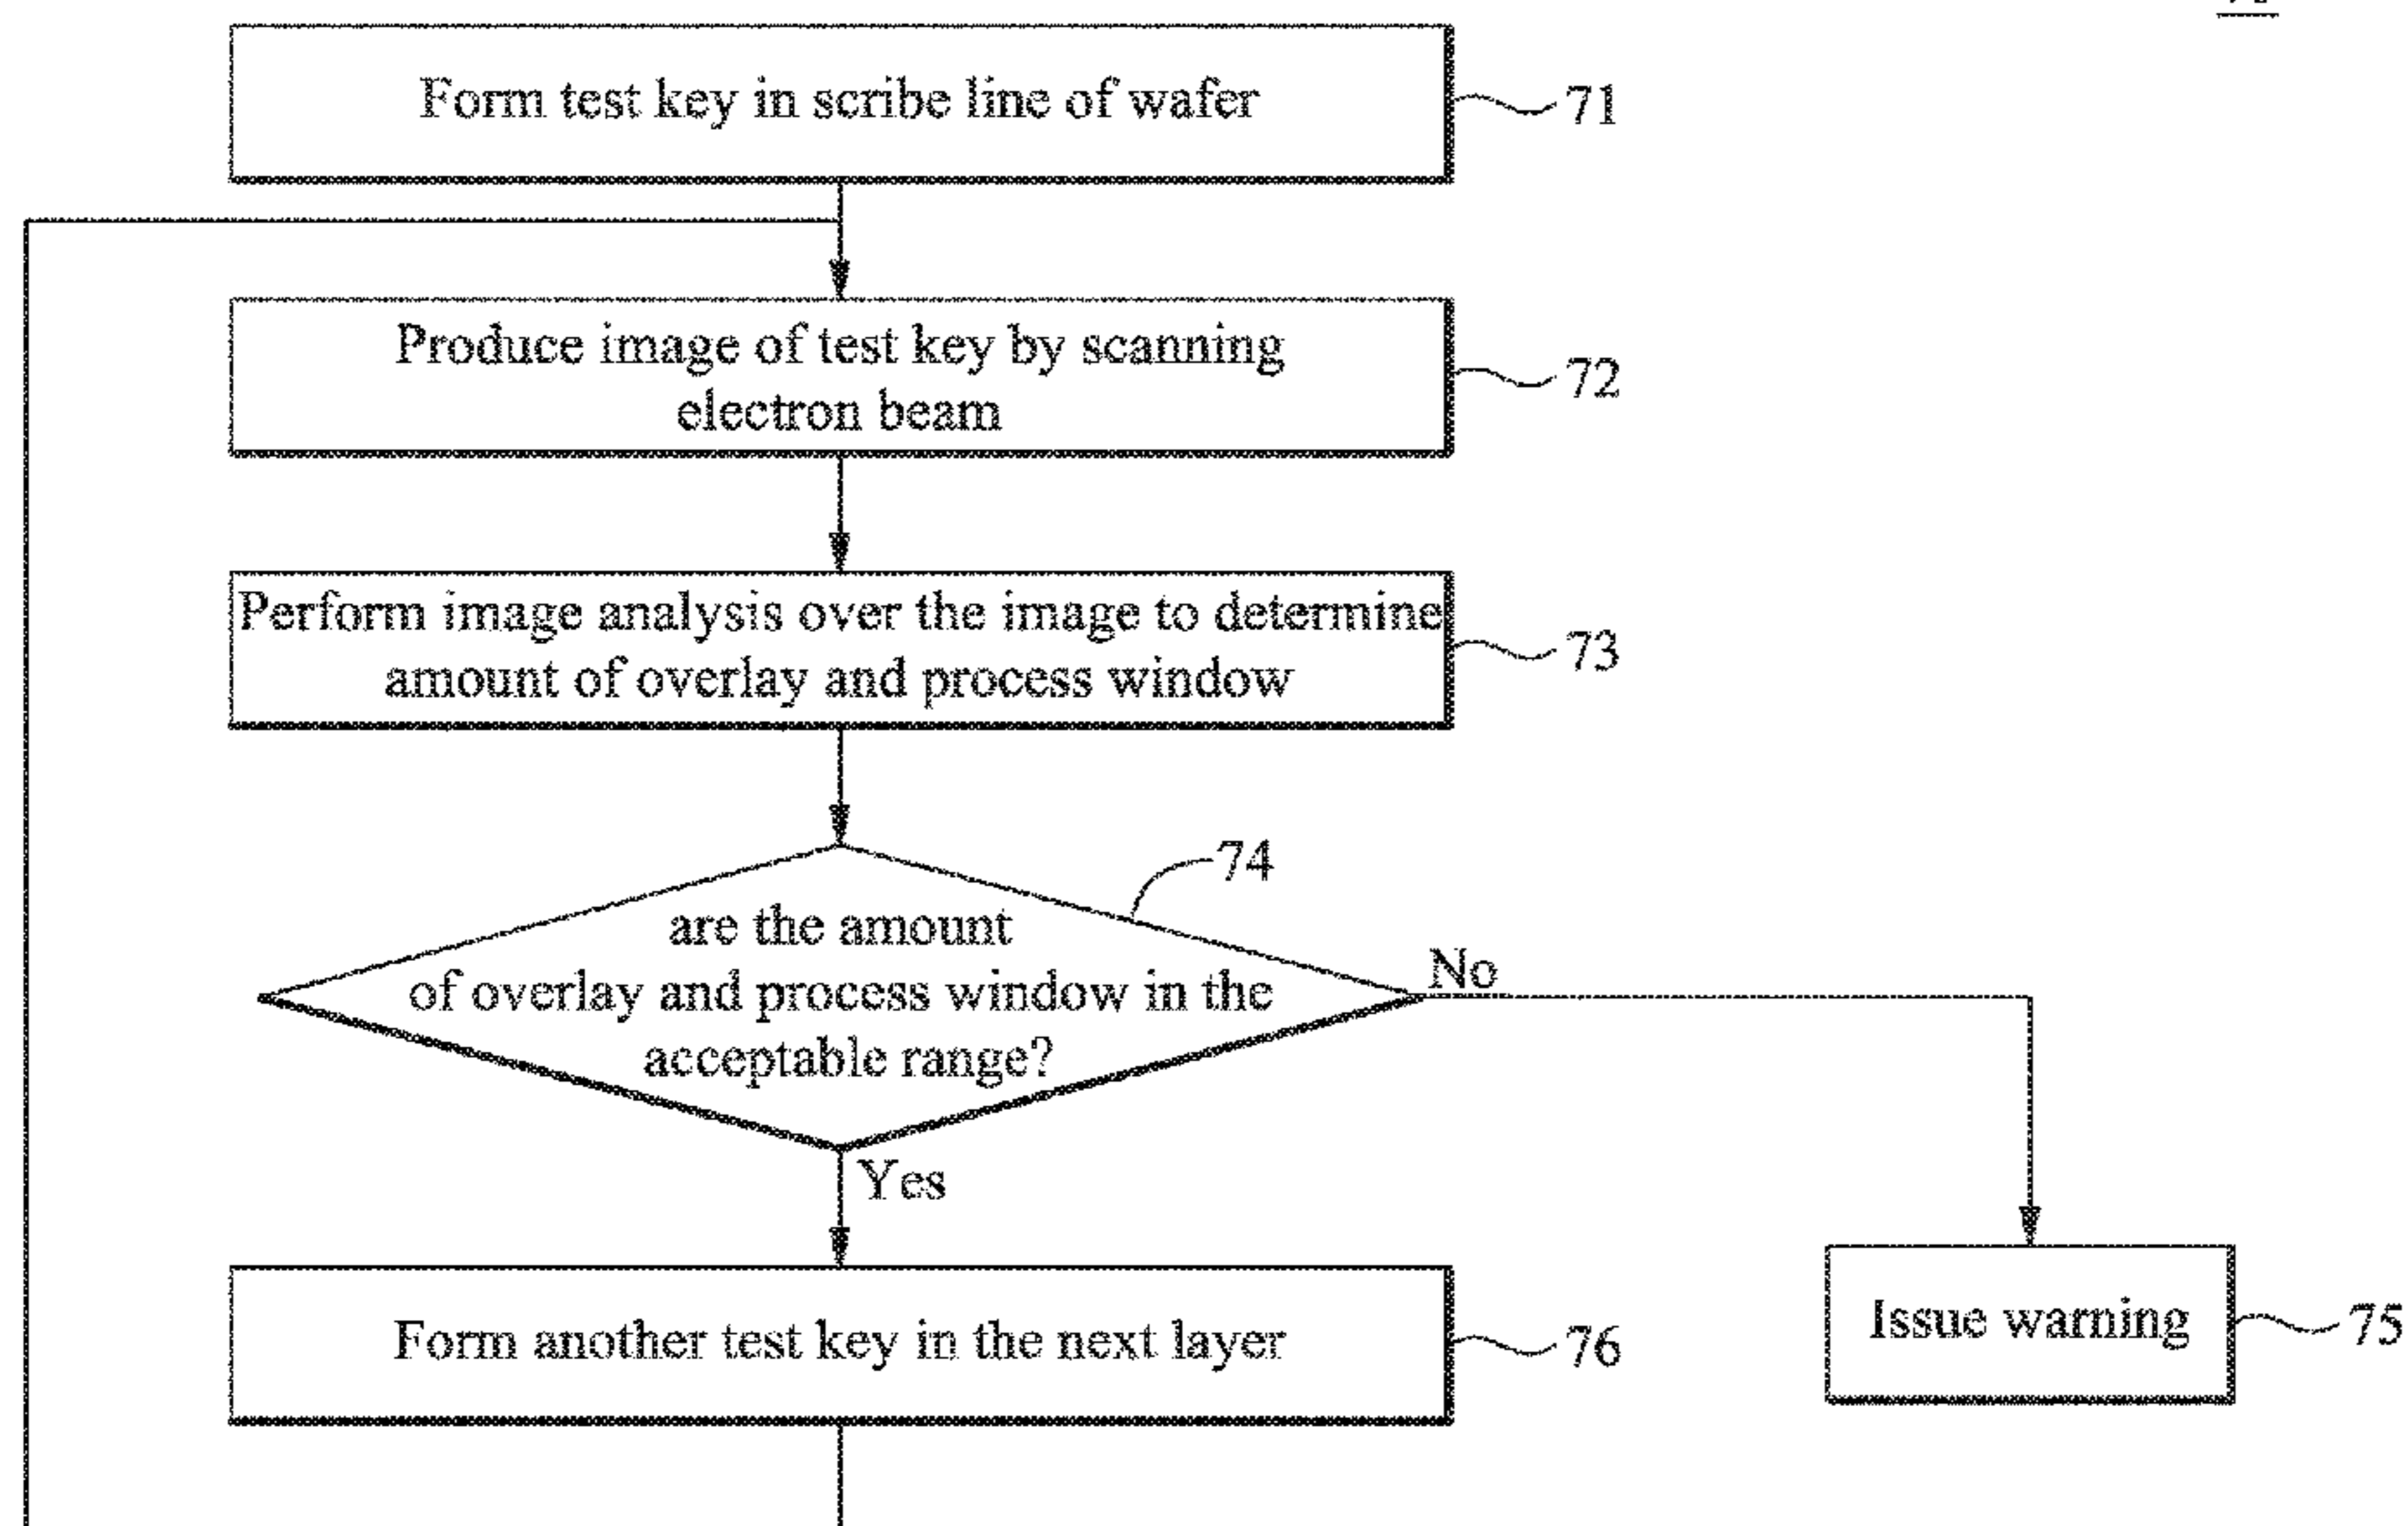 Form test key in scribe line of wafer
71
Produce image of test key by scanning
electron beam
72
Perform image analysis over the image to determine
amount of overlay and process window
73
74
are the amount
of overlay and process window in the
acceptable range?
No
Yes
Form another test key in the next layer
76
Issue warning
75